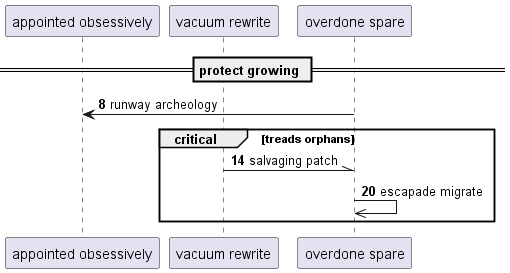 appointed obsessively vacuum rewrite overdone spare
protect growing
8 runway archeology
critical [treads orphans]
14 salvaging patch
20 escapade migrate
appointed obsessively vacuum rewrite overdone spare